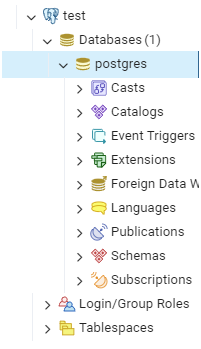 test
Databases (1)
postgres
Casts
Catalogs
Event Triggers
Extensions
Foreign Data W
Languages
Publications
Schemas
Subscriptions
Login/Group Roles
Tablespaces